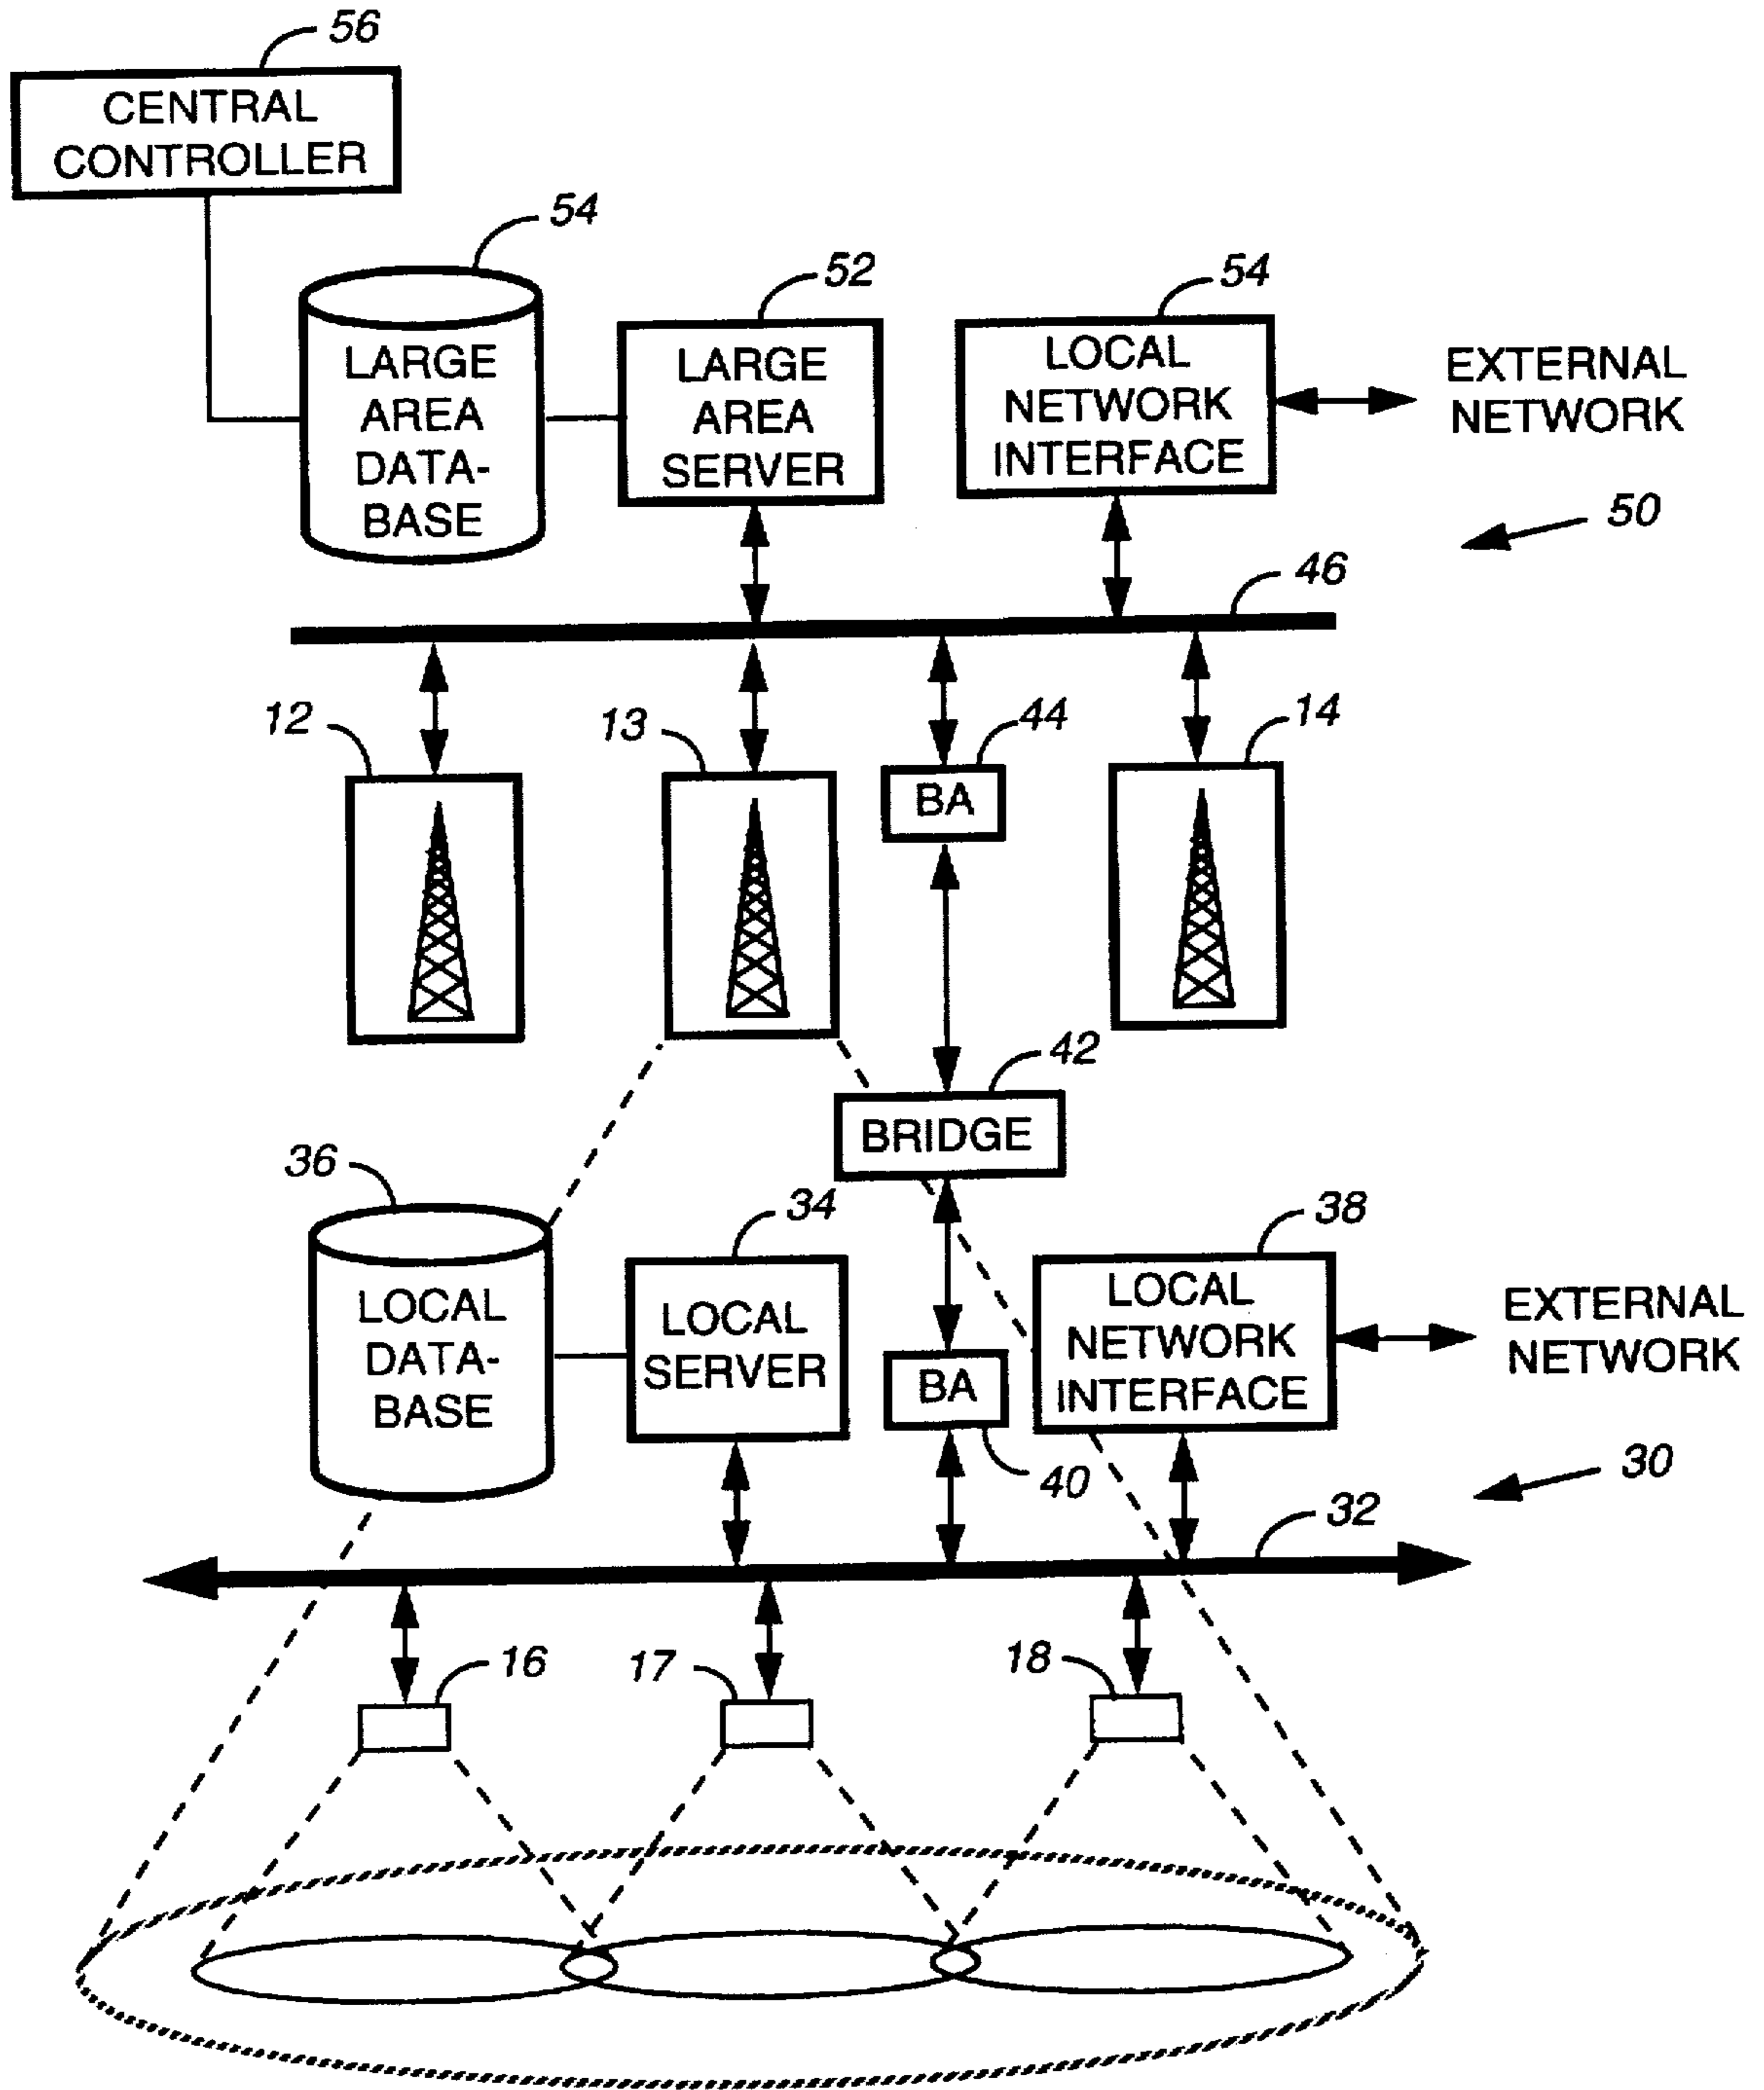 56
CENTRAL
CONTROLLER
54
52
54
LARGE
AREA
DATA-
BASE
LARGE
AREA
SERVER
LOCAL
NETWORK
INTERFACE
EXTERNAL
NETWORK
50
46
12
13
44
14
BA
42
BRIDGE
36
34
38
LOCAL
DATA-
BASE
LOCAL
SERVER
BA
LOCAL
NETWORK
INTERFACE
EXTERNAL
NETWORK
40
30
32
16
17
18